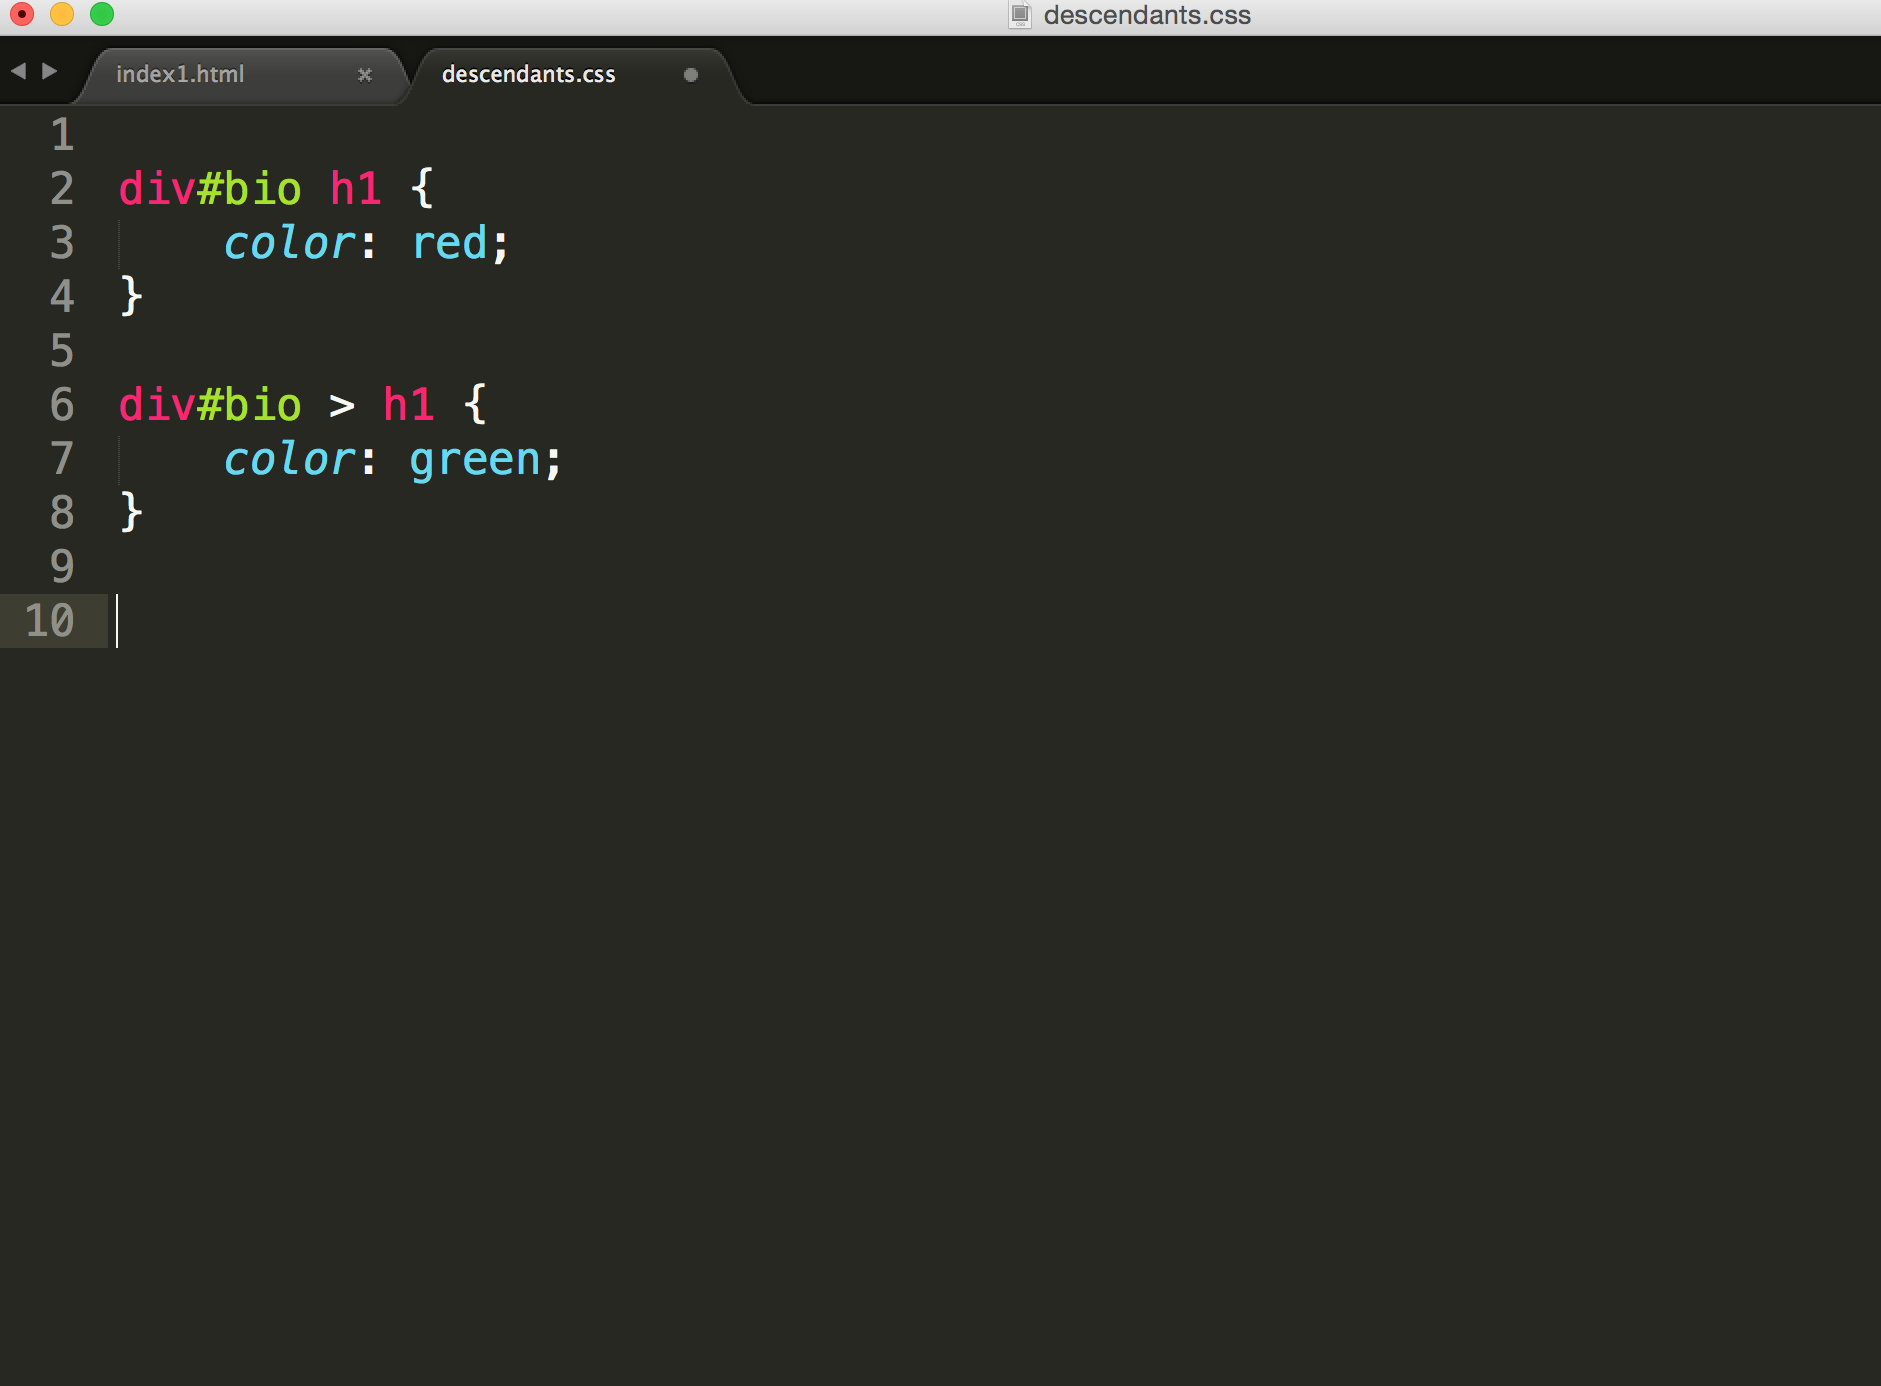 descendants.css
index1.html
descendants.css
1
2 div#bio h1 {
3     color: red;
4 }
5
6 div#bio > h1 {
7     color: green;
8 }
9
10